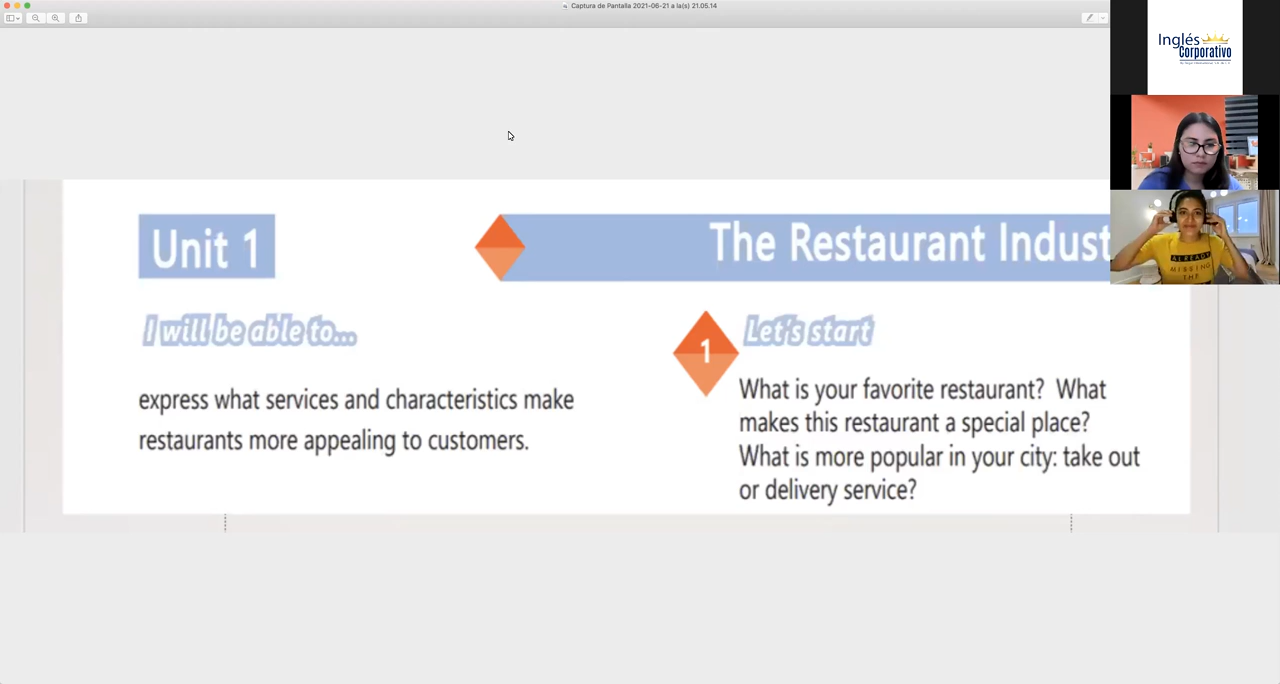 Captura de Pantalla 2021-06-21 a la(s) 21.05.14
Inglés
Corporativo
Unit 1
The Restaurant Indust
I will be able to...
express what services and characteristics make
restaurants more appealing to customers.
1
Let's start
What is your favorite restaurant? What
makes this restaurant a special place?
What is more popular in your city: take out
or delivery service?
ALREADY
MISSING
THE